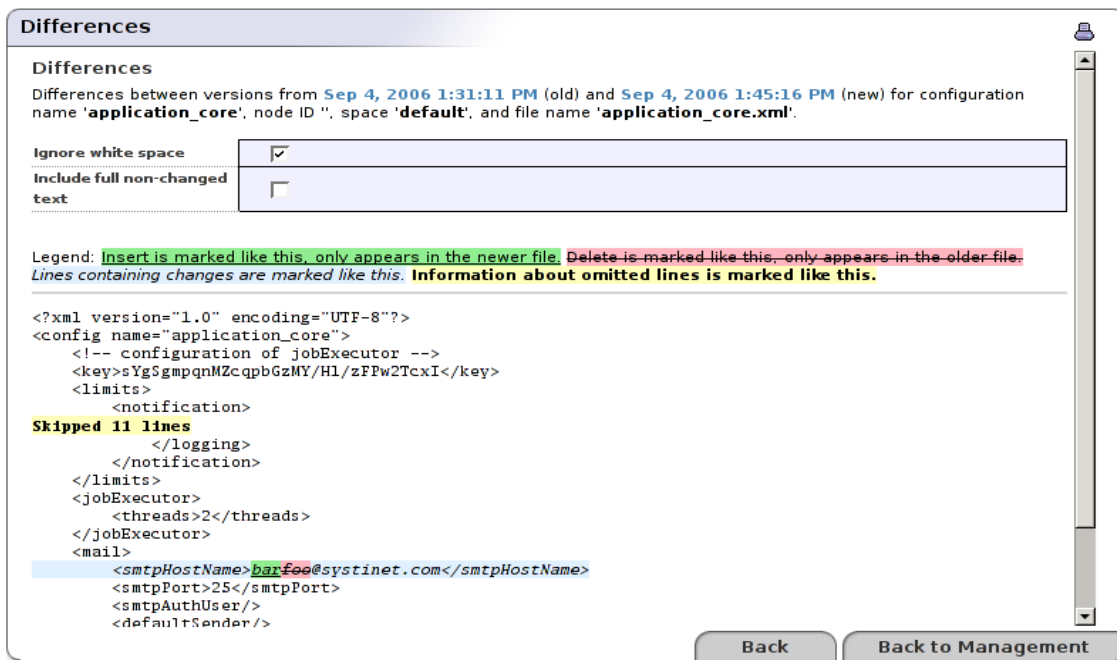 Differences
Differences
Differences between versions from Sep 4, 2006 1:31:11 PM (old) and Sep 4, 2006 1:45:16 PM (new) for configuration
name 'application_core', node ID '', space 'default', and file name 'application_core.xml'.
Ignore white space
Include full non-changed
text
Legend: Insert is marked like this, only appears in the newer file. Delete is marked like this, only appears in the older file.
Lines containing changes are marked like this. Information about omitted lines is marked like this.
<?xml version="1.0" encoding="UTF-8"?>
<config name="application_core">
    <!-- configuration of jobExecutor -->
    <key>sYgSgmpqnMZcqpbGzMY/Hl/zFPw2TcxI</key>
    <limits>
        <notification>
Skipped 11 lines
            </logging>
        </notification>
    </limits>
    <jobExecutor>
        <threads>2</threads>
    </jobExecutor>
    <mail>
        <smtpHostName>barfoo@systinet.com</smtpHostName>
        <smtpPort>25</smtpPort>
        <smtpAuthUser/>
        <defaultSender/>
Back
Back to Management